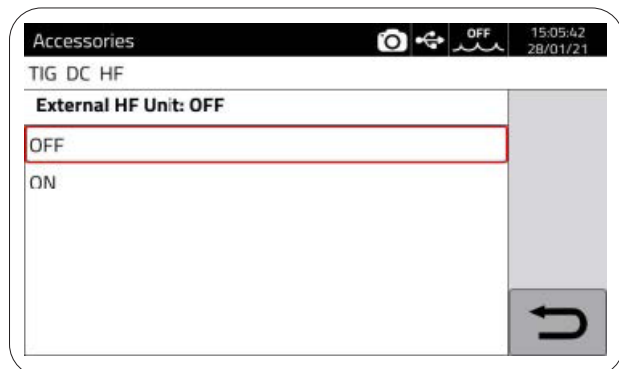 Accessories OFF 15:05:42
28/01/21
TIG DC HF
External HF Unit: OFF
OFF
ON